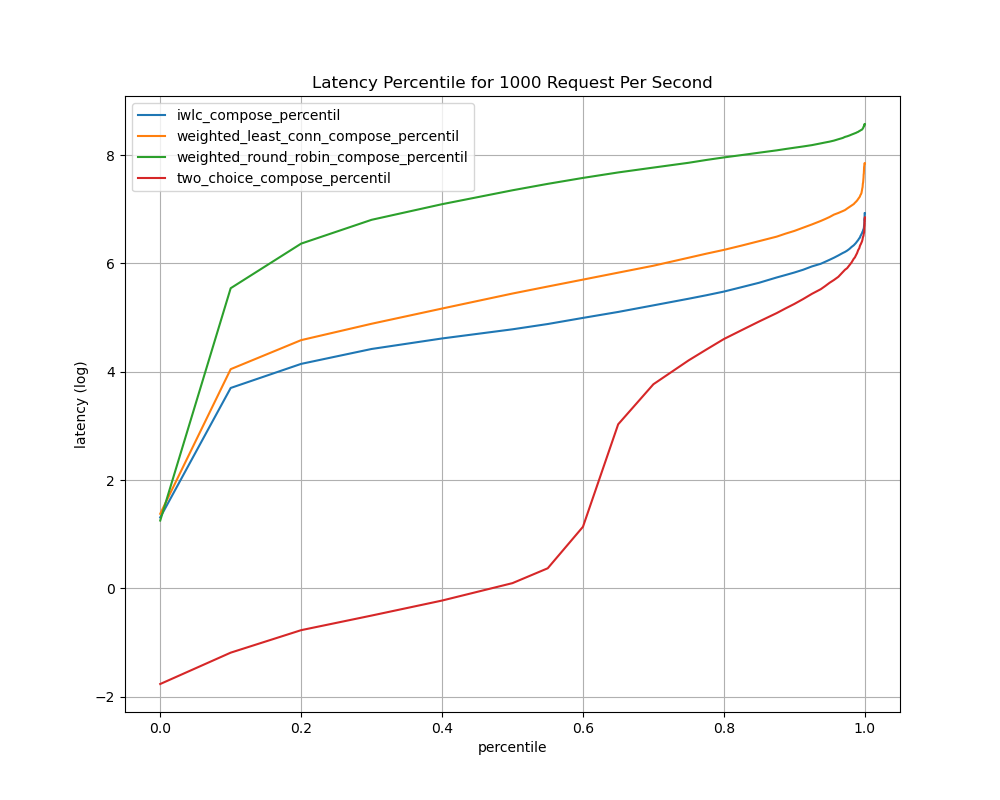 Latency Percentile for 1000 Request Per Second
iwlc_compose_percentil
weighted_least_conn_compose_percentil
weighted_round_robin_compose_percentil
two_choice_compose_percentil
latency (log)
8
6
4
2
0
−2
0.0 0.2 0.4 0.6 0.8 1.0
percentile